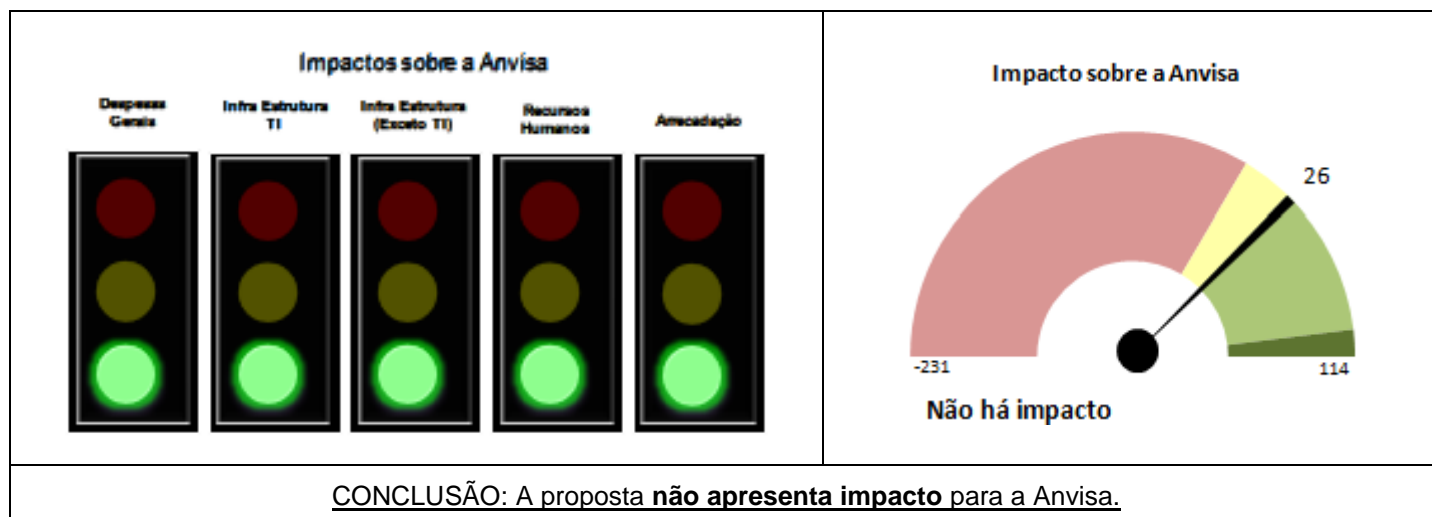 Impactos sobre a Anvisa
Despesas
Gerais
Infra Estrutura
TI
Infra Estrutura
(Exceto TI)
Recursos
Humanos
Arrecadação
Impacto sobre a Anvisa
26
-231
114
Não há impacto
CONCLUSÃO: A proposta não apresenta impacto para a Anvisa.